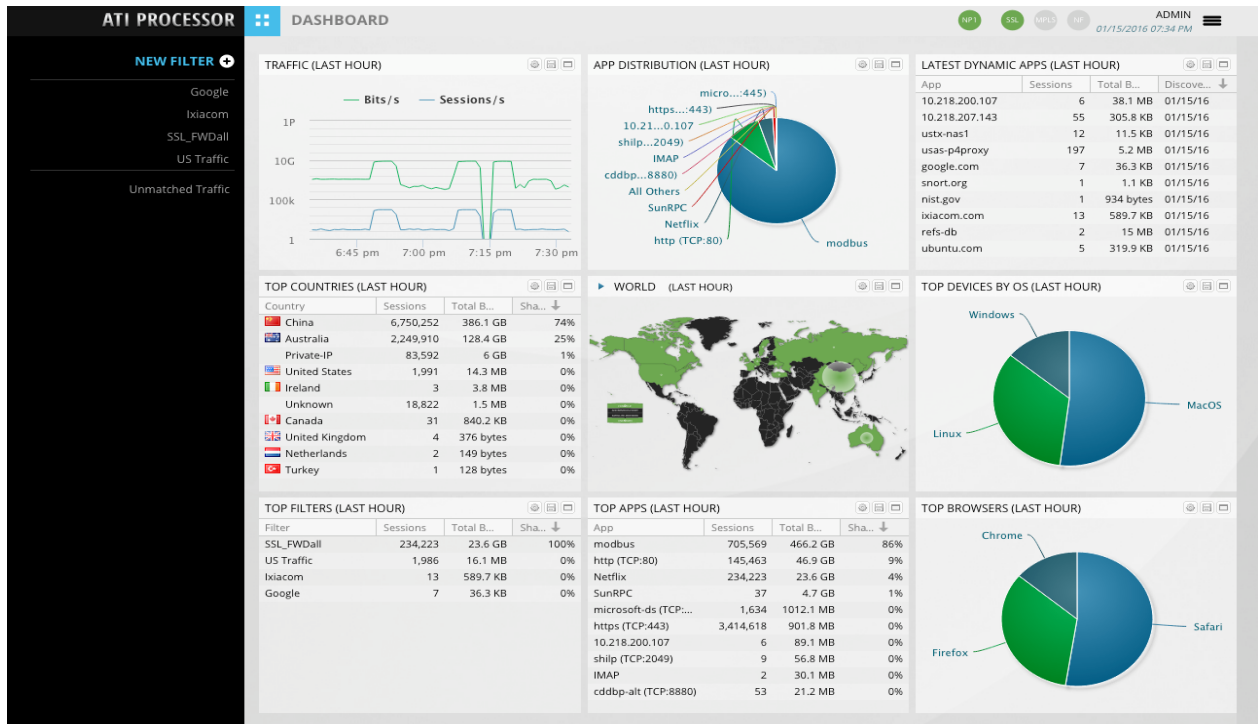 ATI PROCESSOR
DASHBOARD
NP1 SSL MPLS NF
ADMIN
01/15/2016 07:34 PM
NEW FILTER
Google
Ixiacom
SSL_FWDall
US Traffic
Unmatched Traffic
TRAFFIC (LAST HOUR)
Bits/s Sessions/s
1P
10G
100k
1
6:45 pm 7:00 pm 7:15 pm 7:30 pm
APP DISTRIBUTION (LAST HOUR)
micro...:445)
https...:443)
10.21...0.107
shilp...2049)
IMAP
cddbp...8880)
All Others
SunRPC
Netflix
http (TCP:80)
modbus
LATEST DYNAMIC APPS (LAST HOUR)
App Sessions Total B... Discove...
10.218.200.107 6 38.1 MB 01/15/16
10.218.207.143 55 305.8 KB 01/15/16
ustx-nas1 12 11.5 KB 01/15/16
usas-p4proxy 197 5.2 MB 01/15/16
google.com 7 36.3 KB 01/15/16
snort.org 1 1.1 KB 01/15/16
nist.gov 1 934 bytes 01/15/16
ixiacom.com 13 589.7 KB 01/15/16
refs-db 2 15 MB 01/15/16
ubuntu.com 5 319.9 KB 01/15/16
TOP COUNTRIES (LAST HOUR)
Country Sessions Total B... Sha...
China 6,750,252 386.1 GB 74%
Australia 2,249,910 128.4 GB 25%
Private-IP 83,592 6 GB 1%
United States 1,991 14.3 MB 0%
Ireland 3 3.8 MB 0%
Unknown 18,822 1.5 MB 0%
Canada 31 840.2 KB 0%
United Kingdom 4 376 bytes 0%
Netherlands 2 149 bytes 0%
Turkey 1 128 bytes 0%
WORLD (LAST HOUR)
TOP DEVICES BY OS (LAST HOUR)
Windows
MacOS
Linux
TOP FILTERS (LAST HOUR)
Filter Sessions Total B... Sha...
SSL_FWDall 234,223 23.6 GB 100%
US Traffic 1,986 16.1 MB 0%
Ixiacom 13 589.7 KB 0%
Google 7 36.3 KB 0%
TOP APPS (LAST HOUR)
App Sessions Total B... Sha...
modbus 705,569 466.2 GB 86%
http (TCP:80) 145,463 46.9 GB 9%
Netflix 234,223 23.6 GB 4%
SunRPC 37 4.7 GB 1%
microsoft-ds (TCP:... 1,634 1012.1 MB 0%
https (TCP:443) 3,414,618 901.8 MB 0%
10.218.200.107 6 89.1 MB 0%
shilp (TCP:2049) 9 56.8 MB 0%
IMAP 2 30.1 MB 0%
cddbp-alt (TCP:8880) 53 21.2 MB 0%
TOP BROWSERS (LAST HOUR)
Chrome
Safari
Firefox